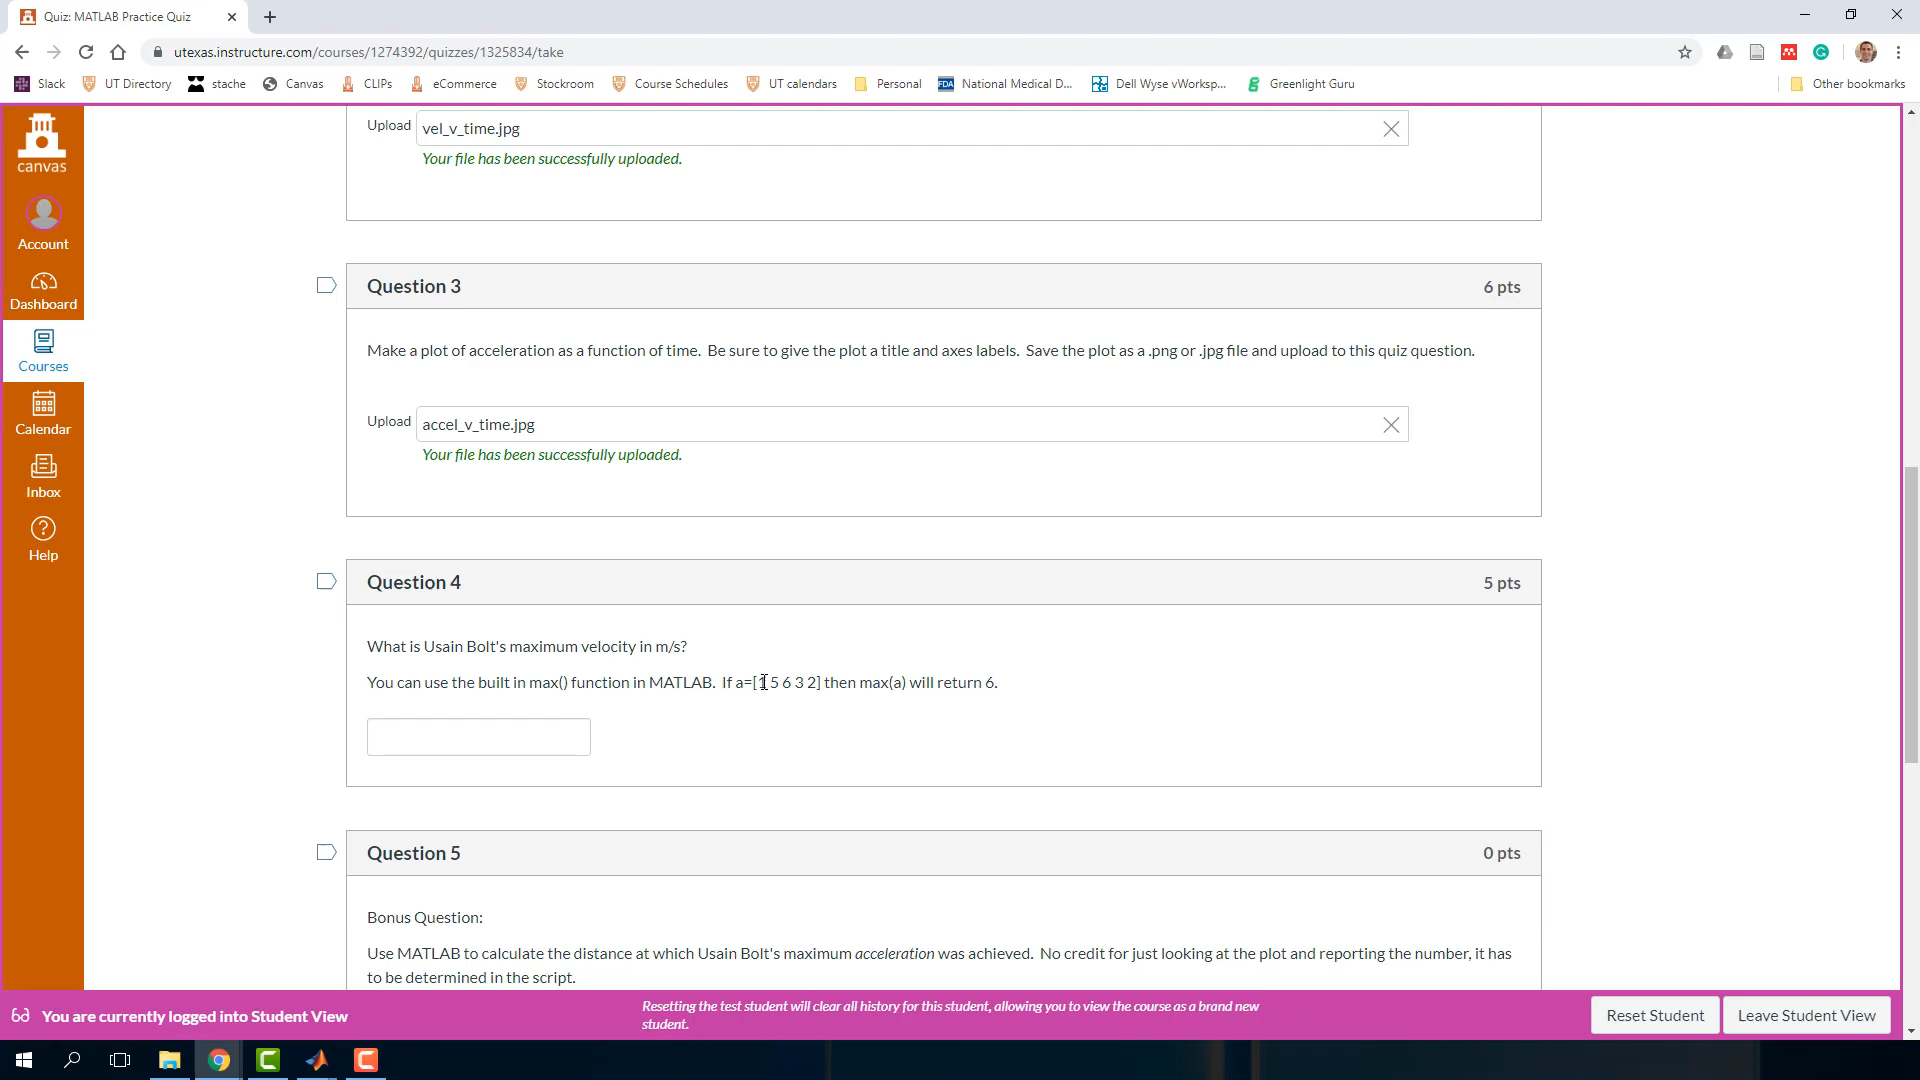 Quiz: MATLAB Practice Quiz
utexas.instructure.com/courses/1274392/quizzes/1325834/take
Slack UT Directory stache Canvas CLIPs eCommerce Stockroom Course Schedules UT calendars Personal National Medical D... Dell Wyse vWorksp... Greenlight Guru Other bookmarks
canvas
Account
Dashboard
Courses
Calendar
Inbox
Help
Upload vel_v_time.jpg
Your file has been successfully uploaded.
Question 3 6 pts
Make a plot of acceleration as a function of time. Be sure to give the plot a title and axes labels. Save the plot as a .png or .jpg file and upload to this quiz question.
Upload accel_v_time.jpg
Your file has been successfully uploaded.
Question 4 5 pts
What is Usain Bolt's maximum velocity in m/s?
You can use the built in max() function in MATLAB. If a=[1 5 6 3 2] then max(a) will return 6.
Question 5 0 pts
Bonus Question:
Use MATLAB to calculate the distance at which Usain Bolt's maximum acceleration was achieved. No credit for just looking at the plot and reporting the number, it has
to be determined in the script.
You are currently logged into Student View
Resetting the test student will clear all history for this student, allowing you to view the course as a brand new
student.
Reset Student Leave Student View